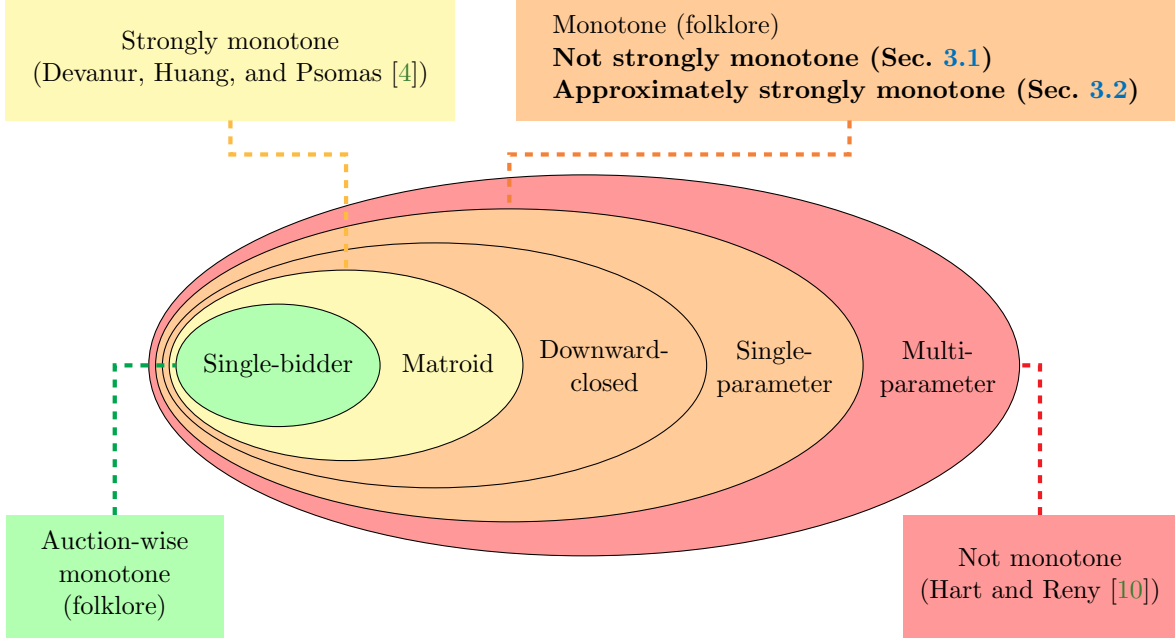 Strongly monotone
(Devanur, Huang, and Psomas [4])
Monotone (folklore)
Not strongly monotone (Sec. 3.1)
Approximately strongly monotone (Sec. 3.2)
Single-bidder
Matroid
Downward-
closed
Single-
parameter
Multi-
parameter
Auction-wise
monotone
(folklore)
Not monotone
(Hart and Reny [10])